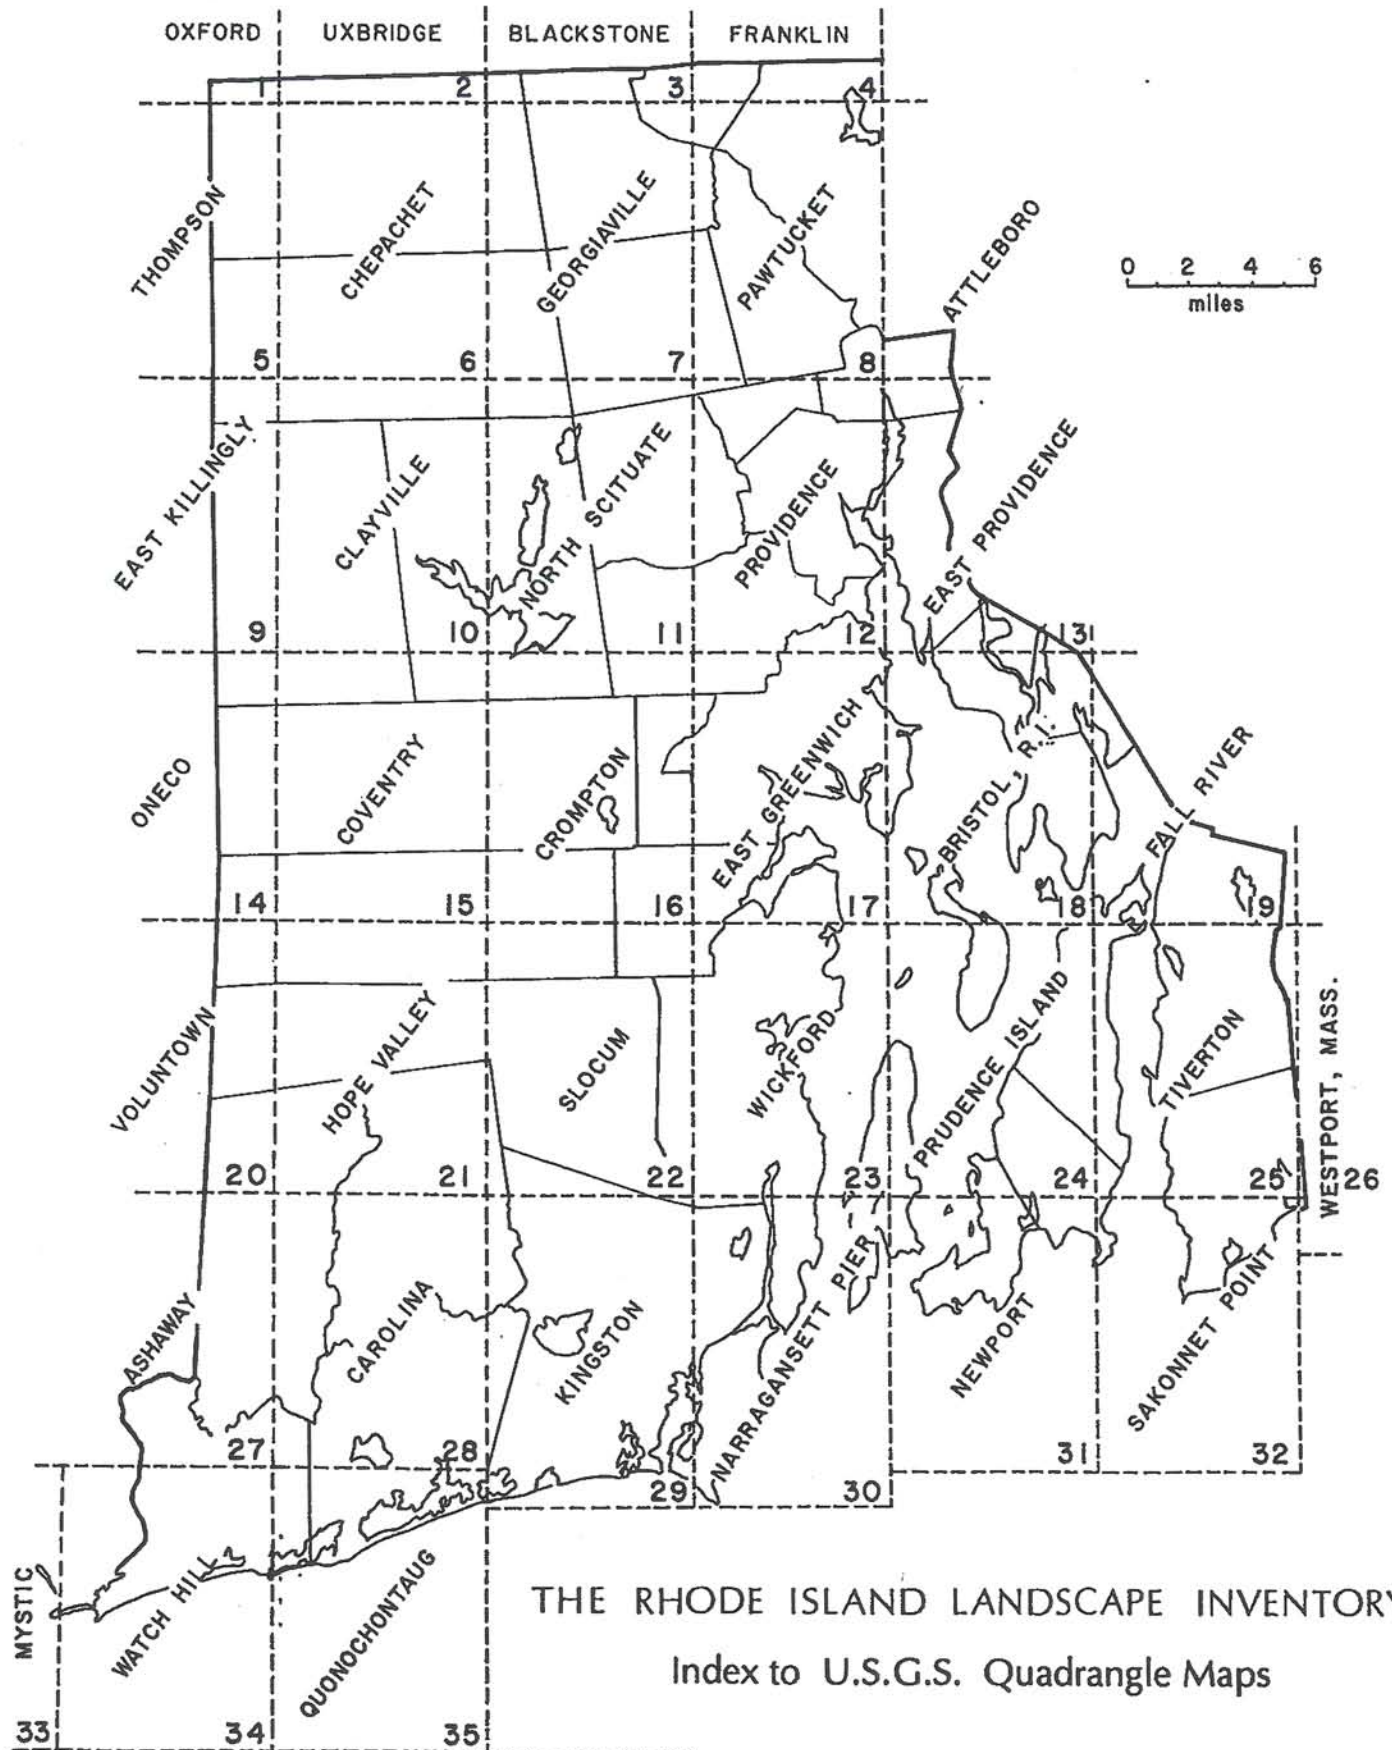 OXFORD UXBRIDGE BLACKSTONE FRANKLIN
1 2 3 4
THOMPSON
CHEPACHET
GEORGIAVILLE
PAWTUCKET
ATTLEBORO
0 2 4 6
miles
5 6 7 8
EAST KILLINGLY
CLAYVILLE
NORTH SCITUATE
PROVIDENCE
EAST PROVIDENCE
9 10 11 12 13
ONECO
COVENTRY
CROMPTON
EAST GREENWICH
BRISTOL, R.I.
FALL RIVER
14 15 16 17 18 19
VOLUNTOWN
HOPE VALLEY
SLOCUM
WICKFORD
PRUDENCE ISLAND
TIVERTON
WESTPORT, MASS.
20 21 22 23 24 25 26
ASHAWAY
CAROLINA
KINGSTON
NARRAGANSETT PIER
NEWPORT
SAKONNET POINT
27 28 29 30 31 32
MYSTIC
WATCH HILL
QUONOCHONTAUG
33 34 35
THE RHODE ISLAND LANDSCAPE INVENTORY
Index to U.S.G.S. Quadrangle Maps